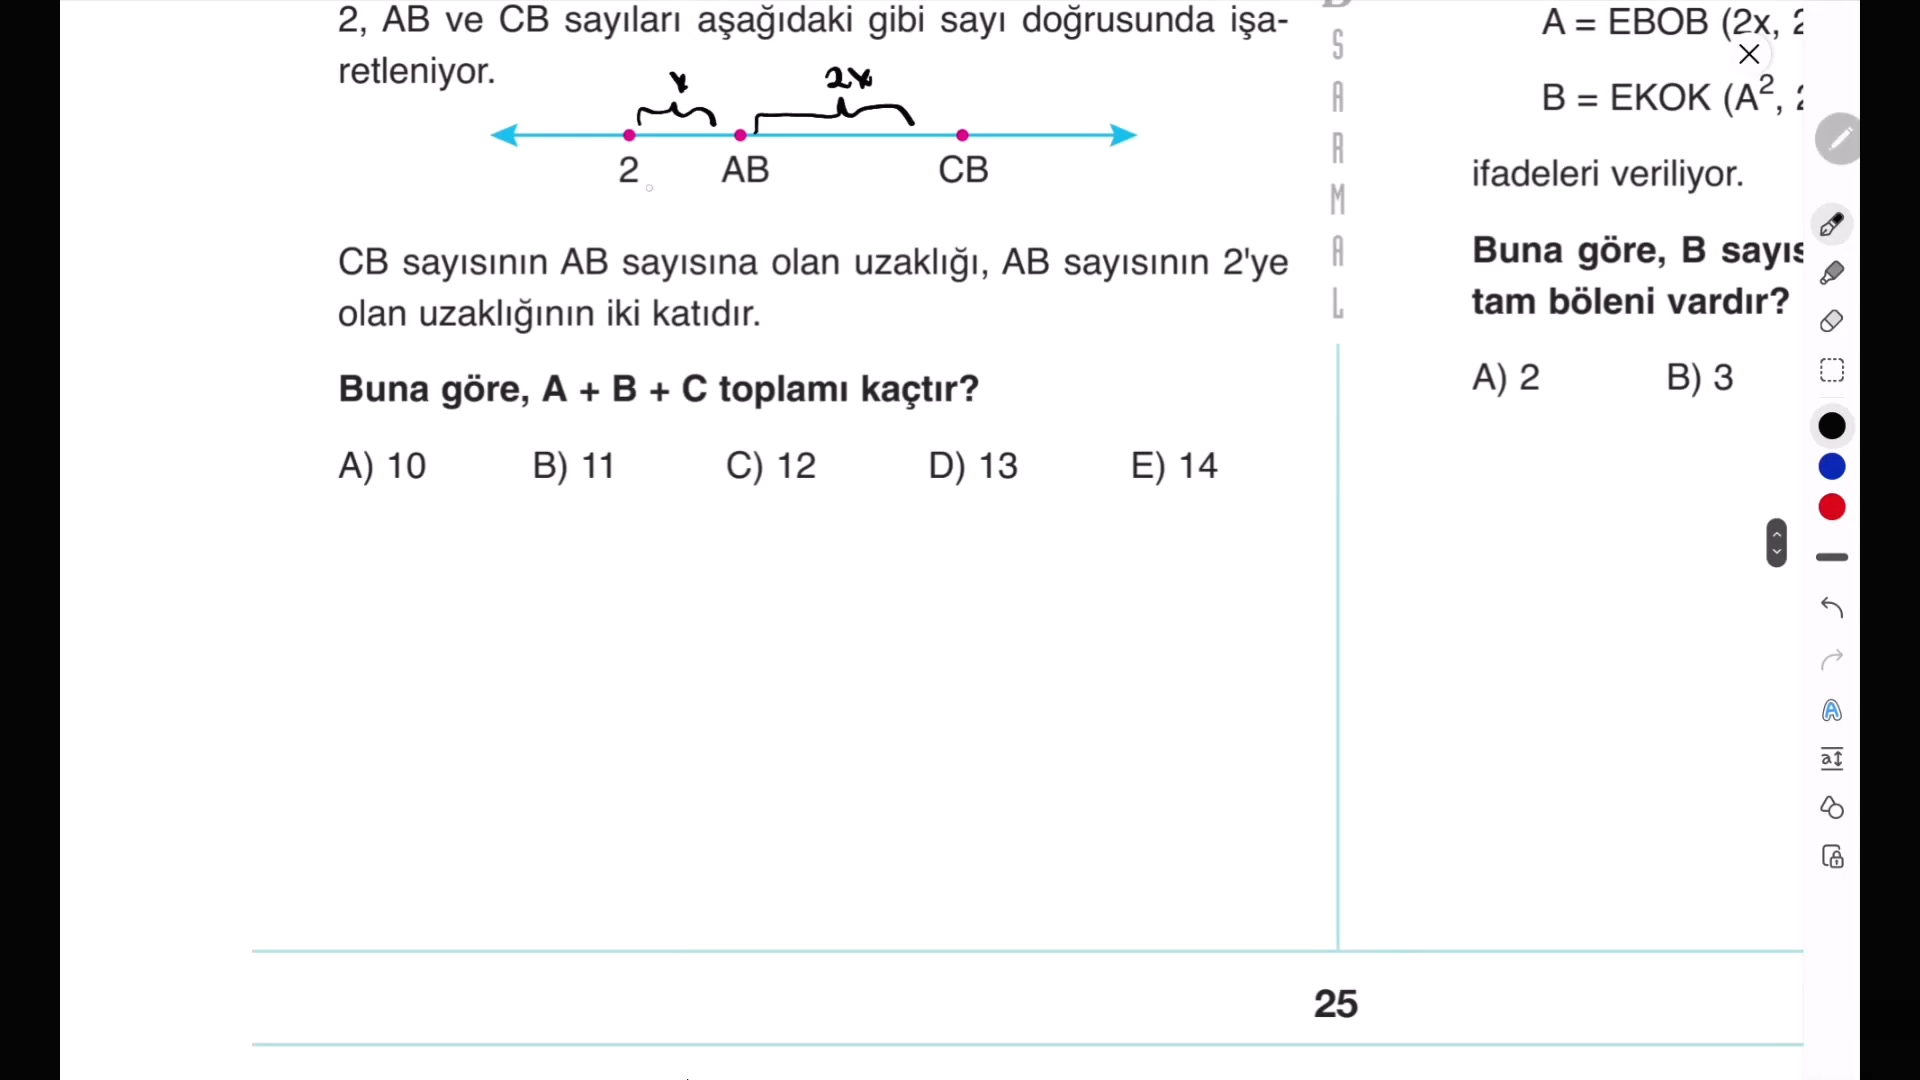 2, AB ve CB sayıları aşağıdaki gibi sayı doğrusunda işa-
retleniyor.
x
2x
2
AB
CB
CB sayısının AB sayısına olan uzaklığı, AB sayısının 2'ye
olan uzaklığının iki katıdır.
Buna göre, A + B + C toplamı kaçtır?
A) 10 B) 11 C) 12 D) 13 E) 14
S
A
R
M
A
L
A = EBOB (2x, 2
B = EKOK (A², 2
ifadeleri veriliyor.
Buna göre, B sayıs
tam böleni vardır?
A) 2 B) 3
25